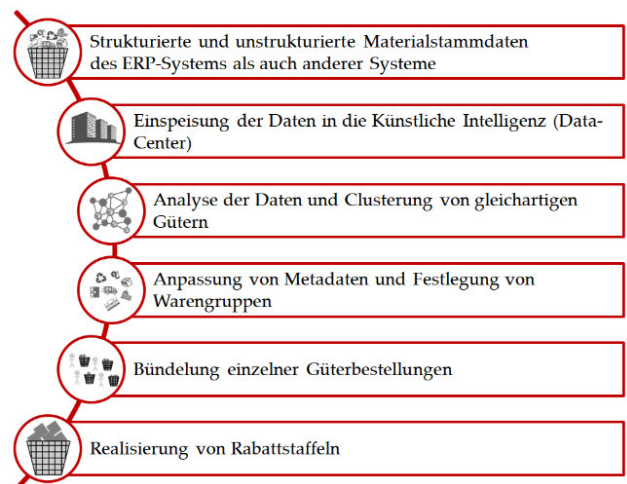 Strukturierte und unstrukturierte Materialstammdaten
des ERP-Systems als auch anderer Systeme
Einspeisung der Daten in die Künstliche Intelligenz (Data-
Center)
Analyse der Daten und Clusterung von gleichartigen
Gütern
Anpassung von Metadaten und Festlegung von
Warengruppen
Bündelung einzelner Güterbestellungen
Realisierung von Rabattstaffeln